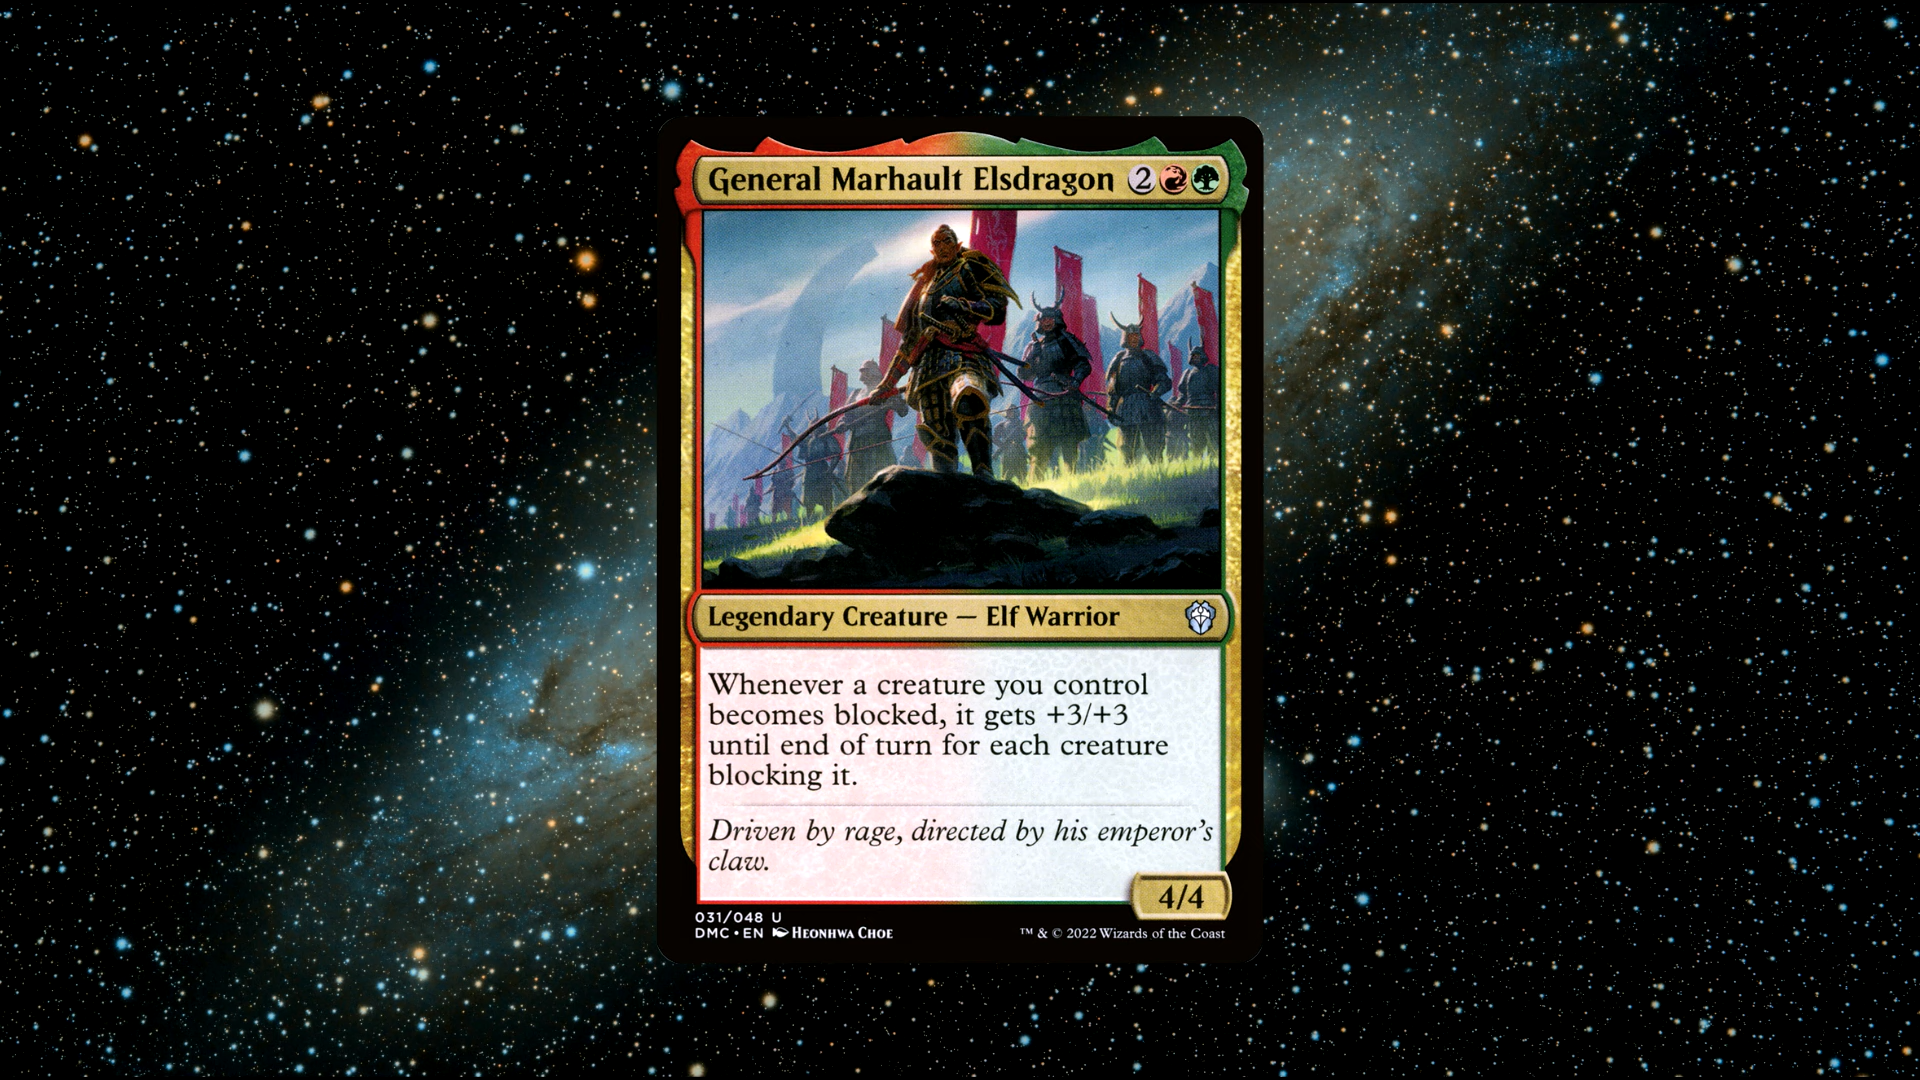 General Marhault Elsdragon 2
Legendary Creature — Elf Warrior
Whenever a creature you control
becomes blocked, it gets +3/+3
until end of turn for each creature
blocking it.
Driven by rage, directed by his emperor's
claw.
4/4
031/048 U
DMC • EN Heonhwa Choe
™ & © 2022 Wizards of the Coast